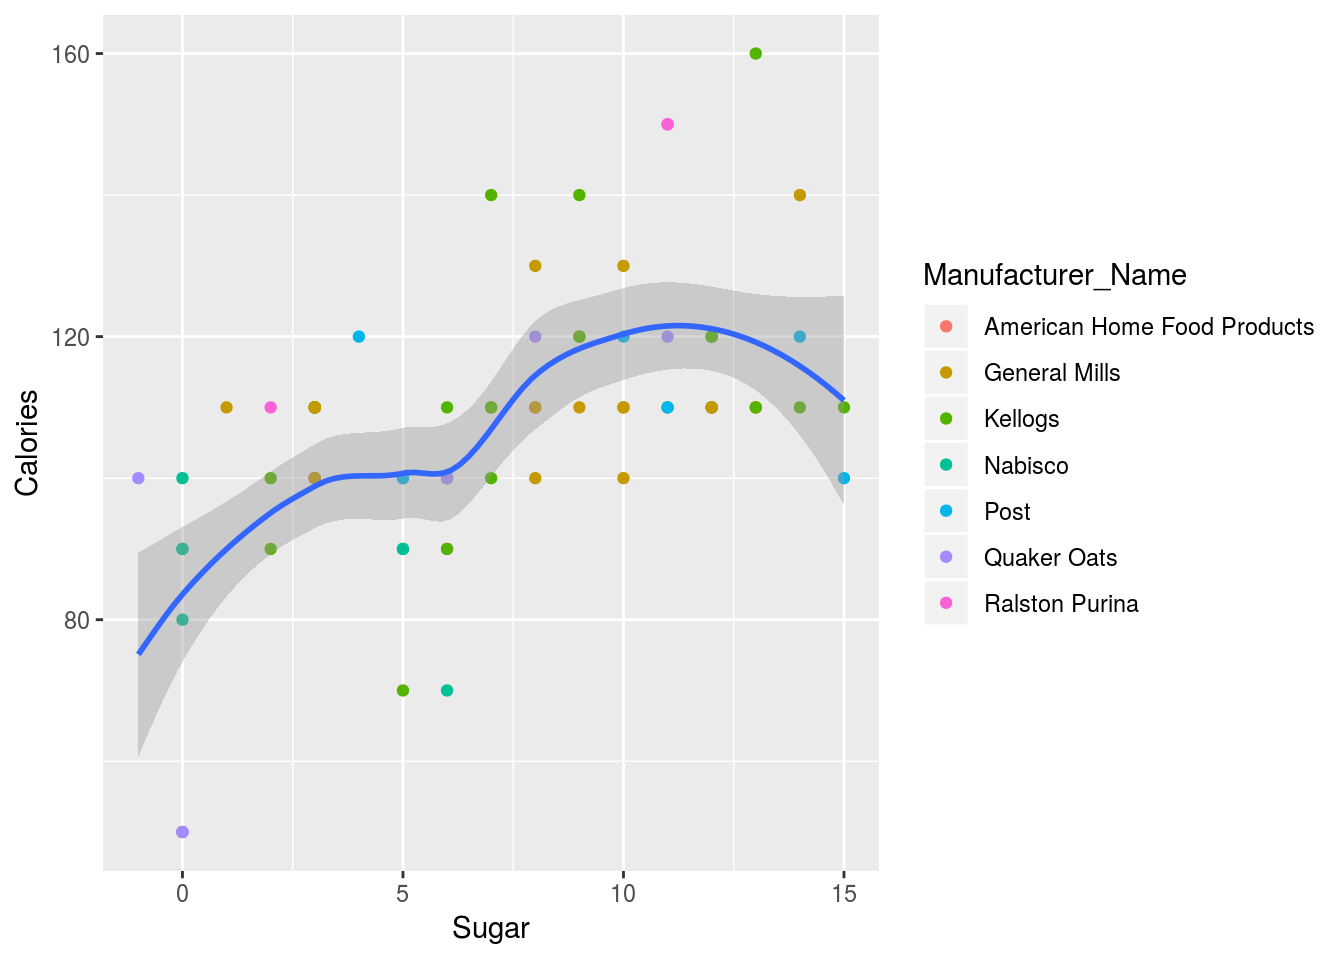 160
120
80
Calories
0 5 10 15
Sugar
Manufacturer_Name
American Home Food Products
General Mills
Kellogs
Nabisco
Post
Quaker Oats
Ralston Purina